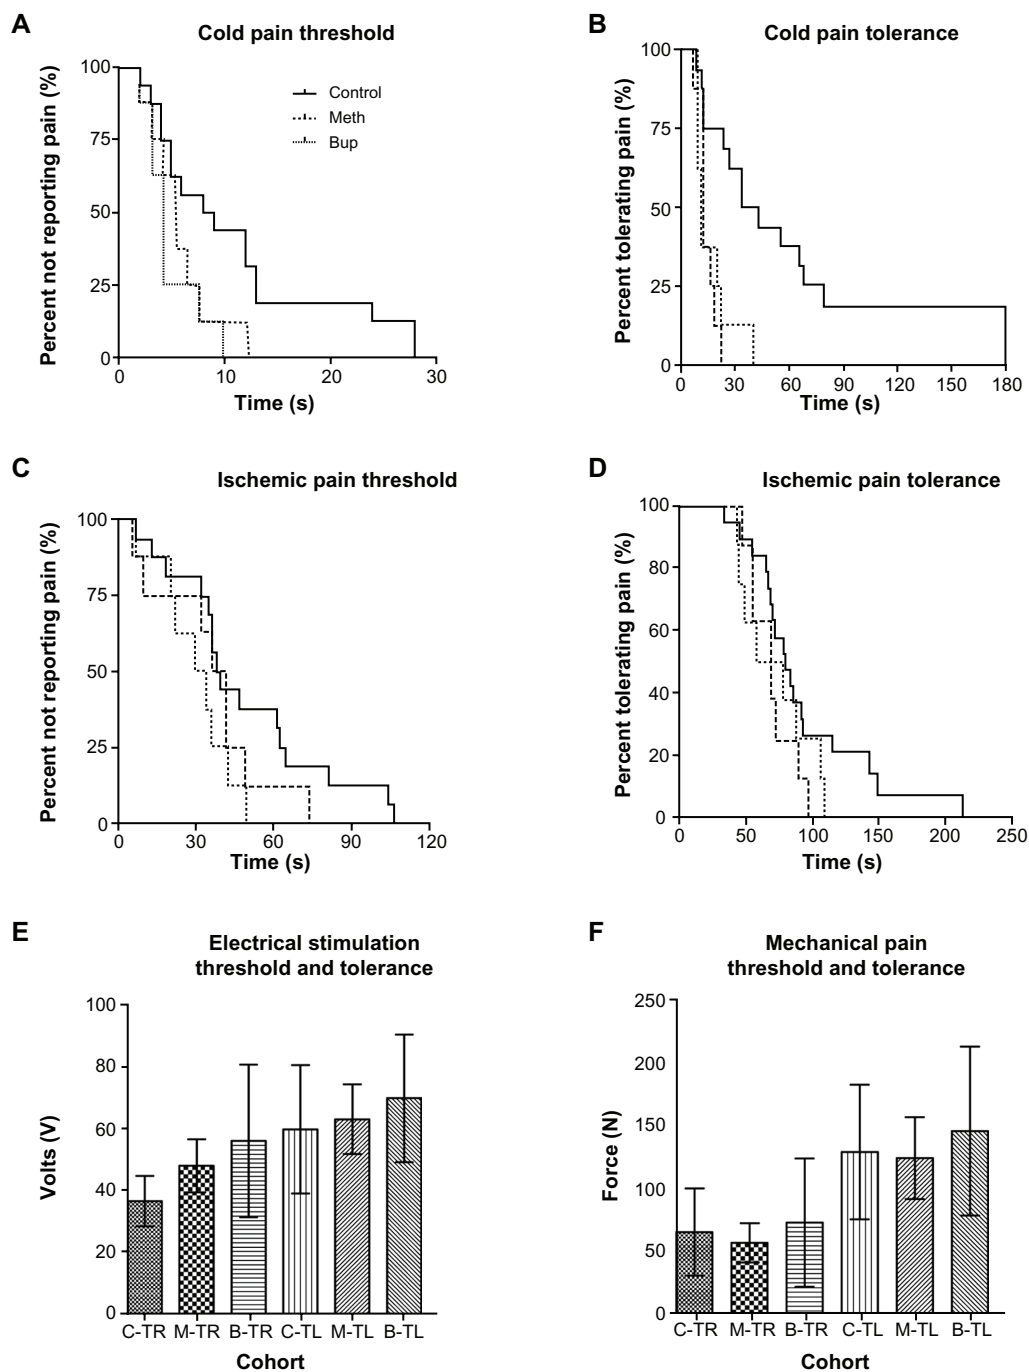 A
Cold pain threshold
Percent not reporting pain (%)
100
75
50
25
0
Control
Meth
Bup
0 10 20 30
Time (s)
B
Cold pain tolerance
Percent tolerating pain (%)
100
75
50
25
0
0 30 60 90 120 150 180
Time (s)
C
Ischemic pain threshold
Percent not reporting pain (%)
100
75
50
25
0
0 30 60 90 120
Time (s)
D
Ischemic pain tolerance
Percent tolerating pain (%)
100
80
60
40
20
0
0 50 100 150 200 250
Time (s)
E
Electrical stimulation
threshold and tolerance
Volts (V)
100
80
60
40
20
0
C-TR M-TR B-TR C-TL M-TL B-TL
Cohort
F
Mechanical pain
threshold and tolerance
Force (N)
250
200
150
100
50
0
C-TR M-TR B-TR C-TL M-TL B-TL
Cohort